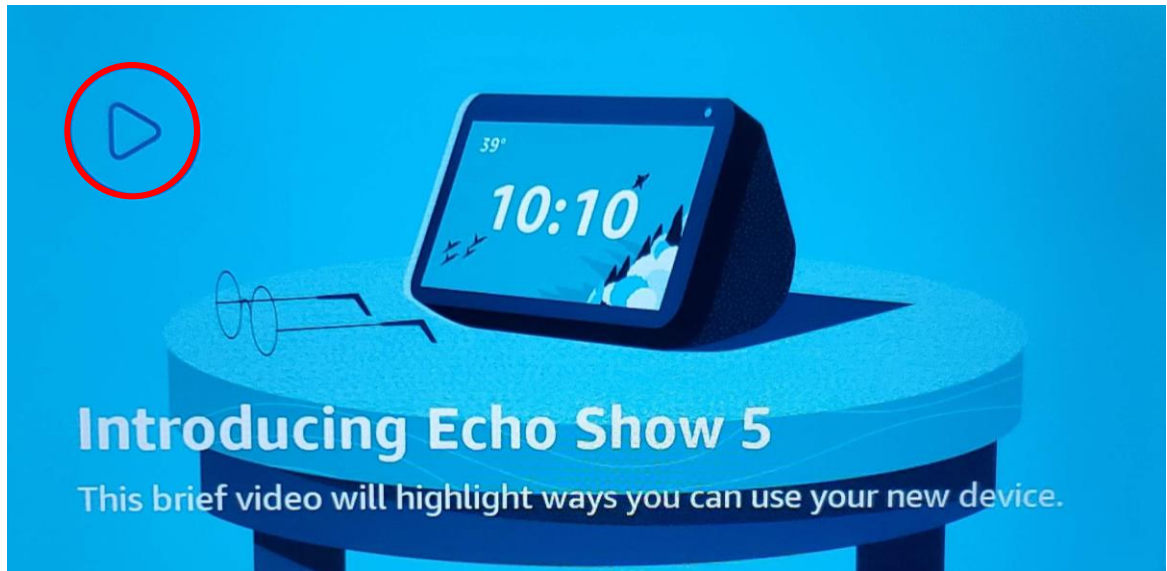 39°
10:10
Introducing Echo Show 5
This brief video will highlight ways you can use your new device.